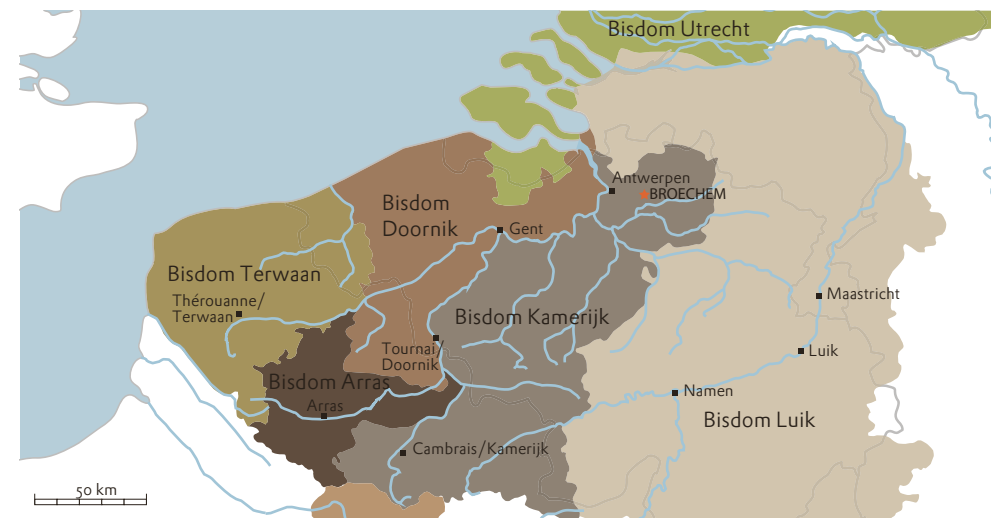 Bisdom Utrecht
Antwerpen
BROECHEM
Bisdom
Doornik
Gent
Bisdom Terwaan
Thérouanne/
Terwaan
Maastricht
Bisdom Kamerijk
Tournai/
Doornik
Luik
Bisdom Arras
Arras
Namen
Bisdom Luik
Cambrais/Kamerijk
50 km